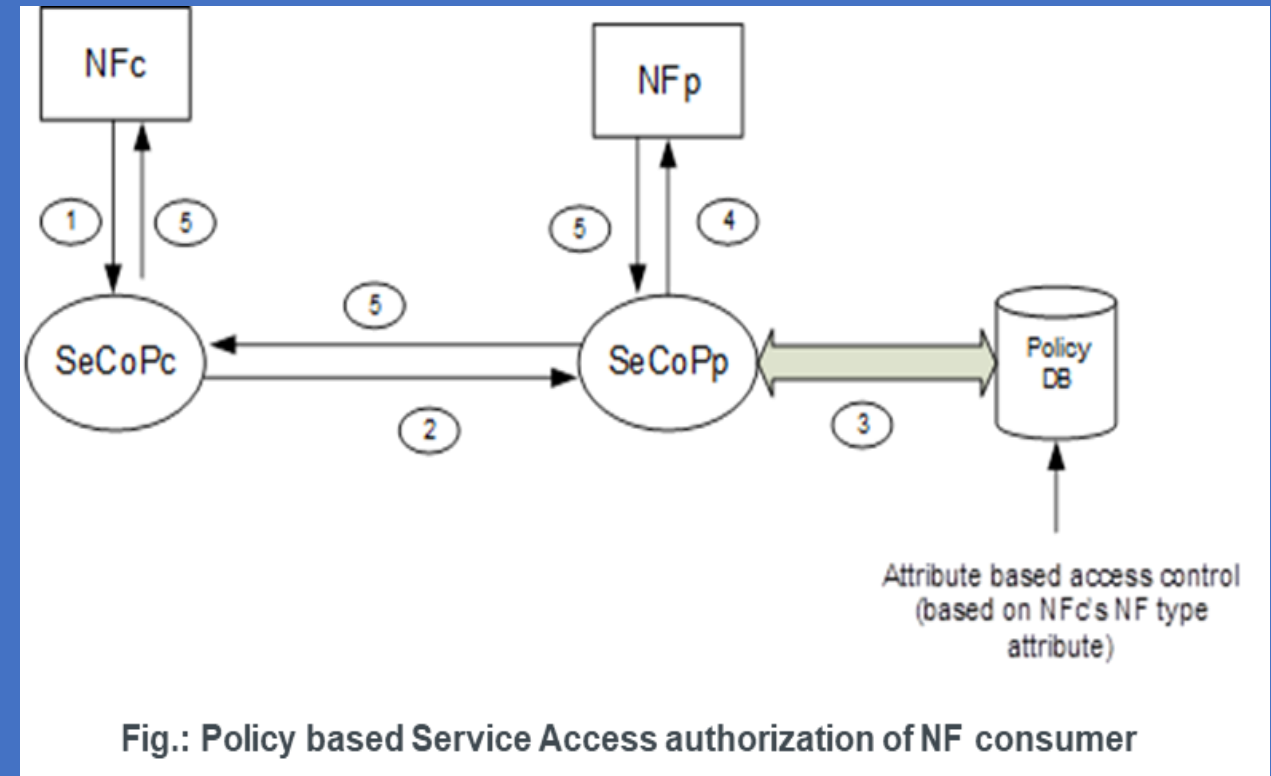 NFc
NFp
1
5
5
4
5
SeCoPc
SeCoPp
Policy
DB
2
3
Attribute based access control
(based on NFc's NF type
attribute)
Fig.: Policy based Service Access authorization of NF consumer